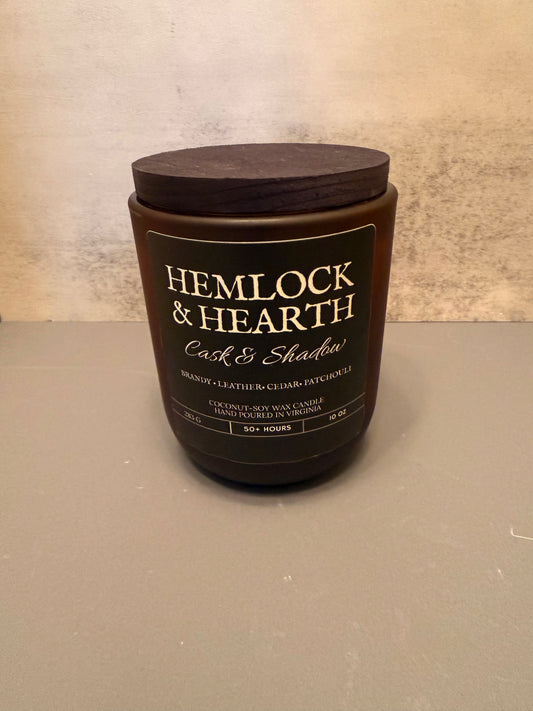 HEMLOCK
& HEARTH
Cask & Shadow
BRANDY • LEATHER • CEDAR • PATCHOULI
COCONUT-SOY WAX CANDLE
HAND POURED IN VIRGINIA
283 G 50+ HOURS 10 OZ